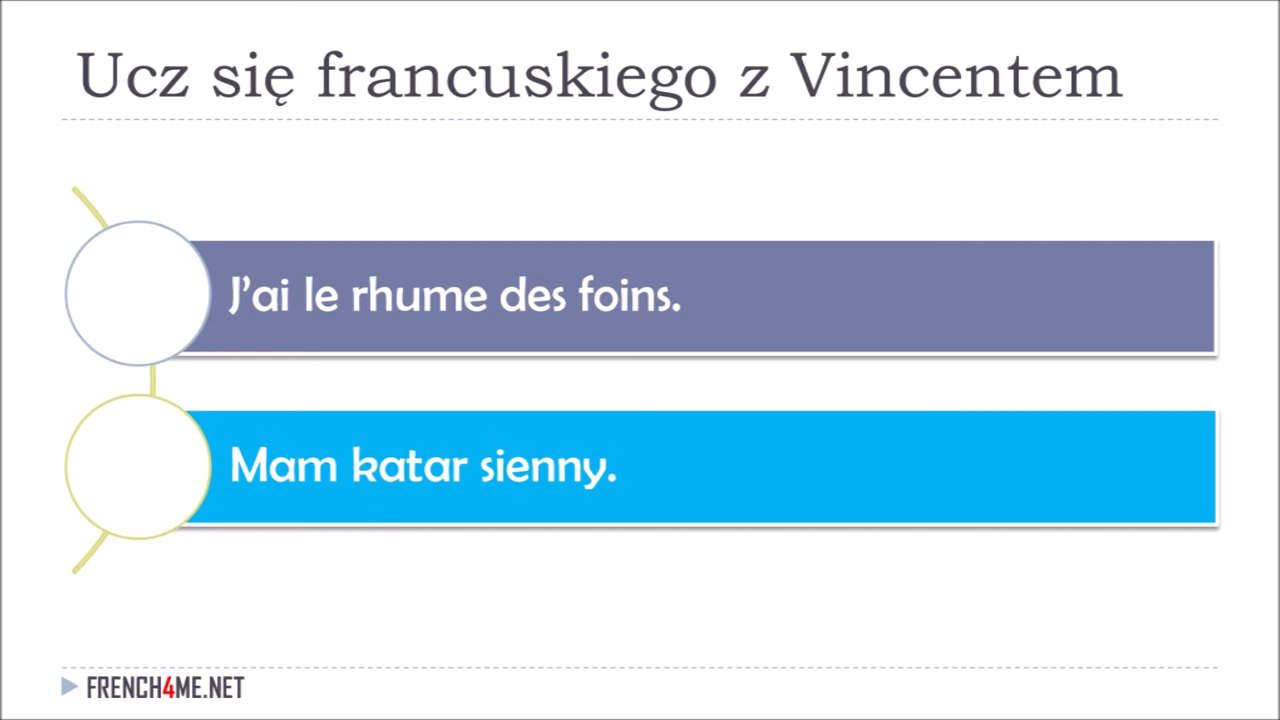 Ucz się francuskiego z Vincentem
J’ai le rhume des foins.
Mam katar sienny.
FRENCH4ME.NET